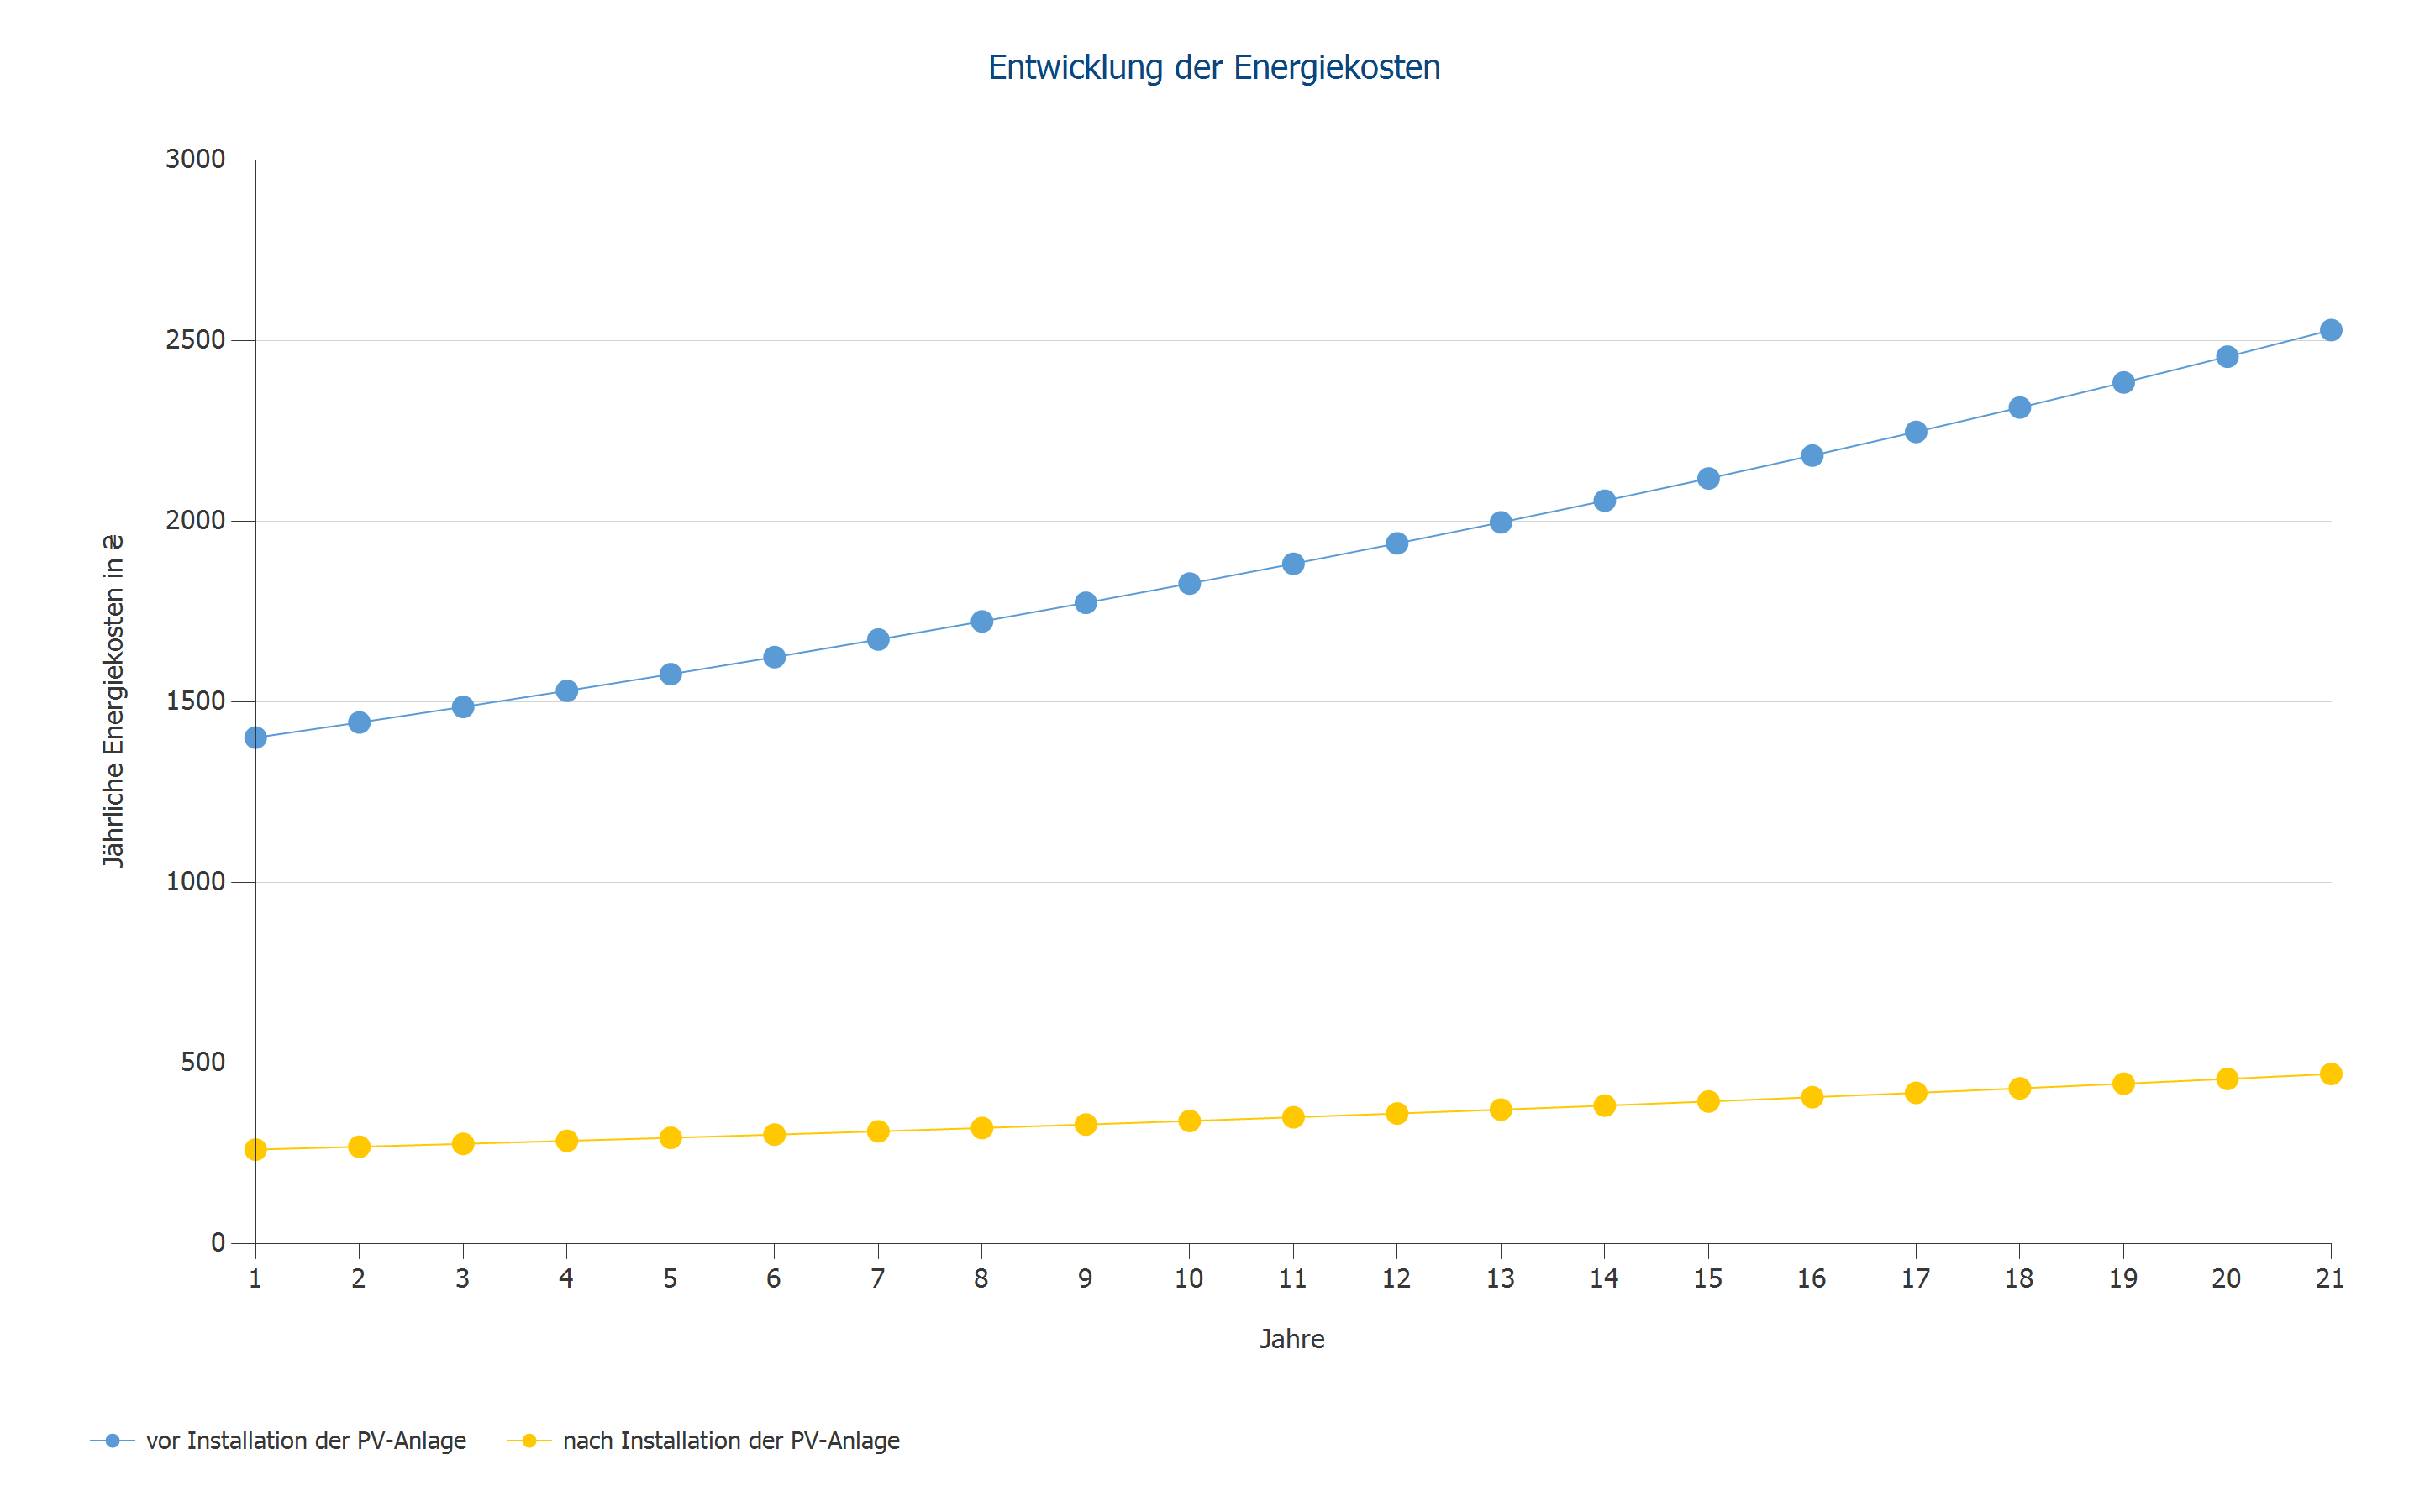 Entwicklung der Energiekosten
3000
2500
2000
1500
1000
500
0
Jährliche Energiekosten in ₴
1 2 3 4 5 6 7 8 9 10 11 12 13 14 15 16 17 18 19 20 21
Jahre
vor Installation der PV-Anlage nach Installation der PV-Anlage